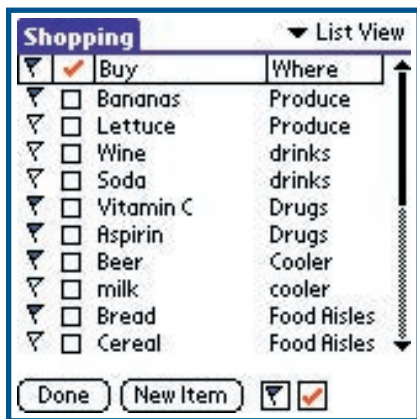 Shopping List View
Buy Where
Bananas Produce
Lettuce Produce
Wine drinks
Soda drinks
Vitamin C Drugs
Aspirin Drugs
Beer Cooler
milk cooler
Bread Food Aisles
Cereal Food Aisles
Done New Item